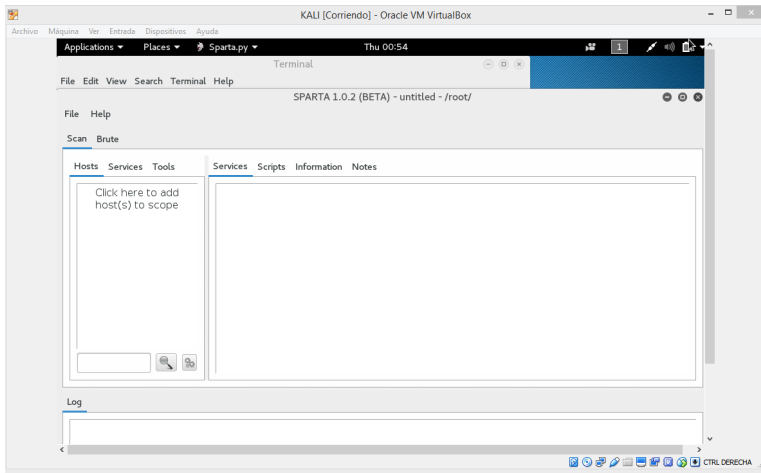 KALI [Corriendo] - Oracle VM VirtualBox
Archivo Máquina Ver Entrada Dispositivos Ayuda
Applications Places Sparta.py Thu 00:54 1
Terminal
File Edit View Search Terminal Help
SPARTA 1.0.2 (BETA) - untitled - /root/
File Help
Scan Brute
Hosts Services Tools Services Scripts Information Notes
Click here to add
host(s) to scope
Log
CTRL DERECHA